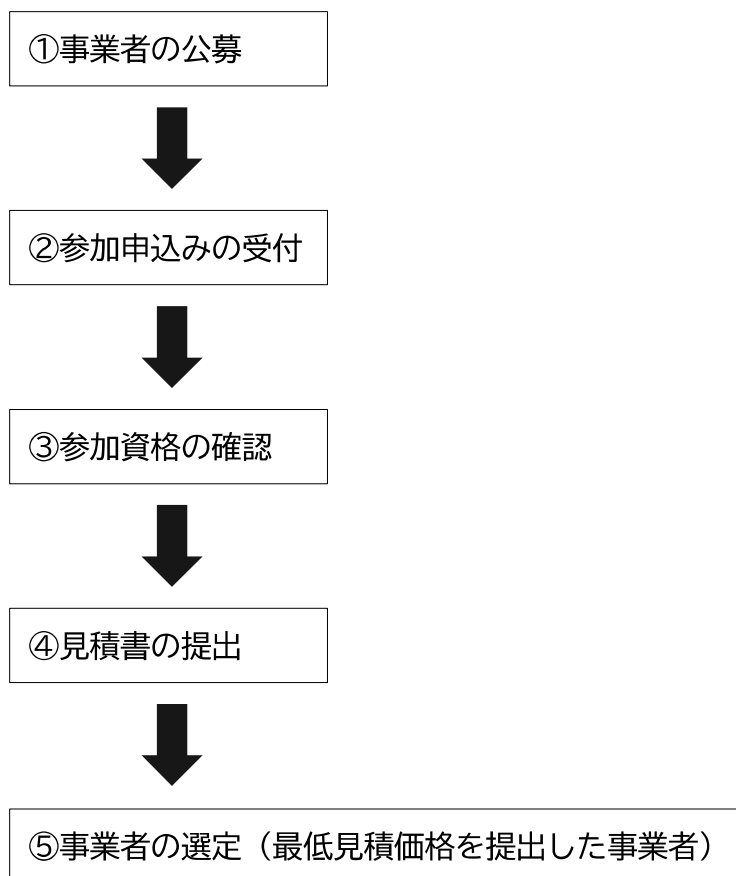 ①事業者の公募
②参加申込みの受付
③参加資格の確認
④見積書の提出
⑤事業者の選定（最低見積価格を提出した事業者）